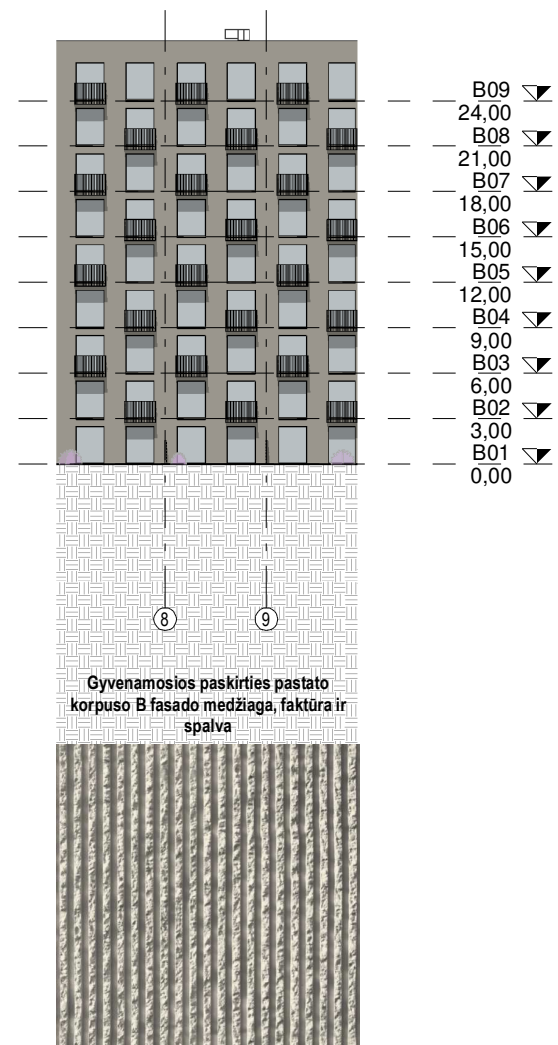 B09
24,00
B08
21,00
B07
18,00
B06
15,00
B05
12,00
B04
9,00
B03
6,00
B02
3,00
B01
0,00
8
9
Gyvenamosios paskirties pastato
korpuso B fasado medžiaga, faktūra ir
spalva